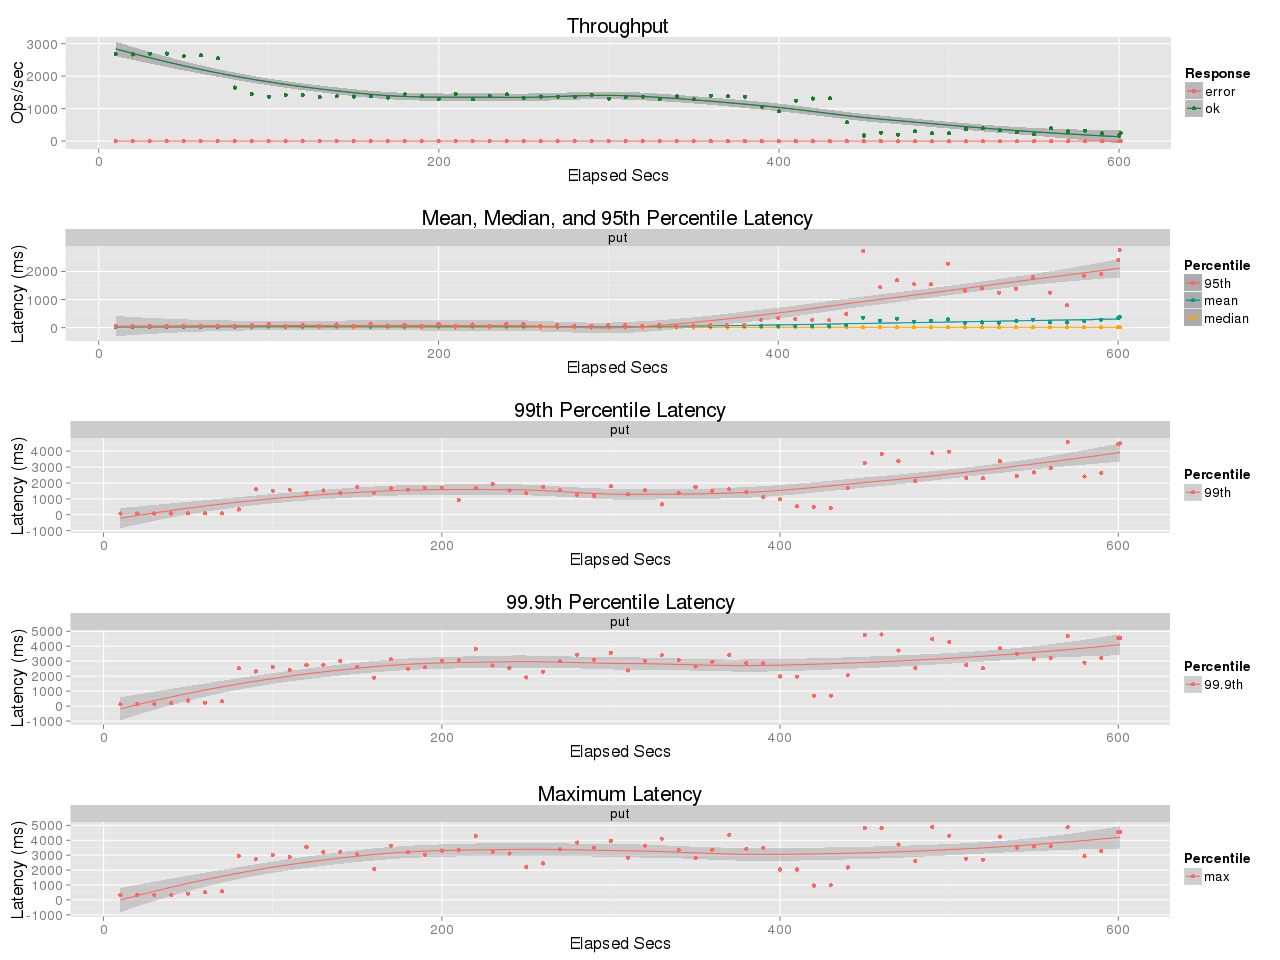 Throughput
3000
2000
1000
0
Ops/sec
0
200
400
600
Elapsed Secs
Response
error
ok
Mean, Median, and 95th Percentile Latency
put
2000
1000
0
Latency (ms)
0
200
400
600
Elapsed Secs
Percentile
95th
mean
median
99th Percentile Latency
put
4000
3000
2000
1000
0
-1000
Latency (ms)
0
200
400
600
Elapsed Secs
Percentile
99th
99.9th Percentile Latency
put
5000
4000
3000
2000
1000
0
-1000
Latency (ms)
0
200
400
600
Elapsed Secs
Percentile
99.9th
Maximum Latency
put
5000
4000
3000
2000
1000
0
-1000
Latency (ms)
0
200
400
600
Elapsed Secs
Percentile
max